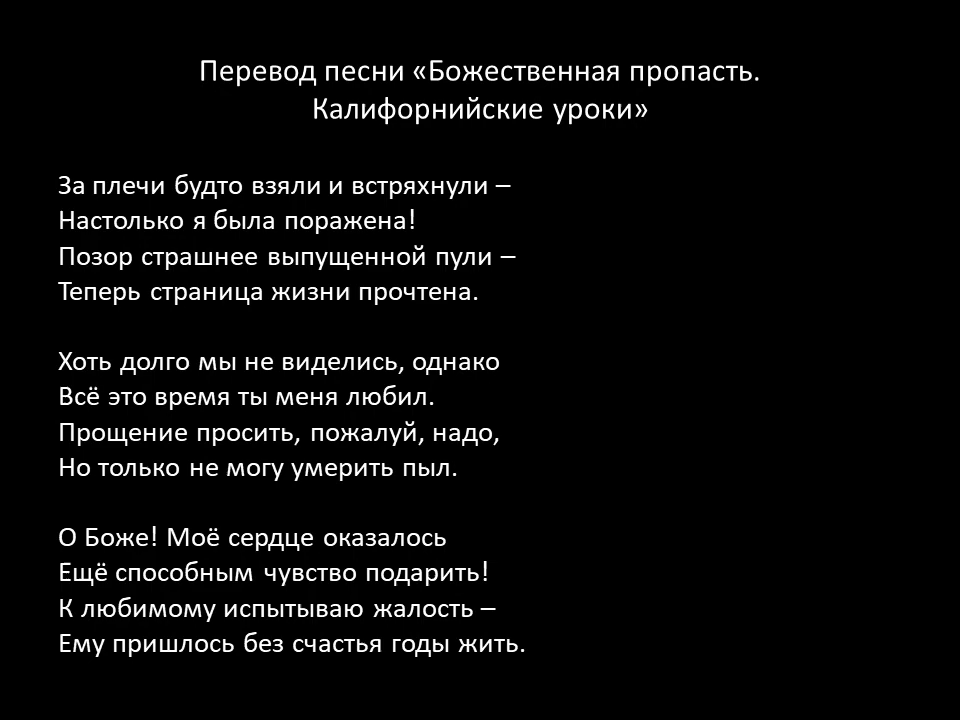 Перевод песни «Божественная пропасть.
Калифорнийские уроки»
За плечи будто взяли и встряхнули –
Настолько я была поражена!
Позор страшнее выпущенной пули –
Теперь страница жизни прочтена.
Хоть долго мы не виделись, однако
Всё это время ты меня любил.
Прощение просить, пожалуй, надо,
Но только не могу умерить пыл.
О Боже! Моё сердце оказалось
Ещё способным чувство подарить!
К любимому испытываю жалость –
Ему пришлось без счастья годы жить.